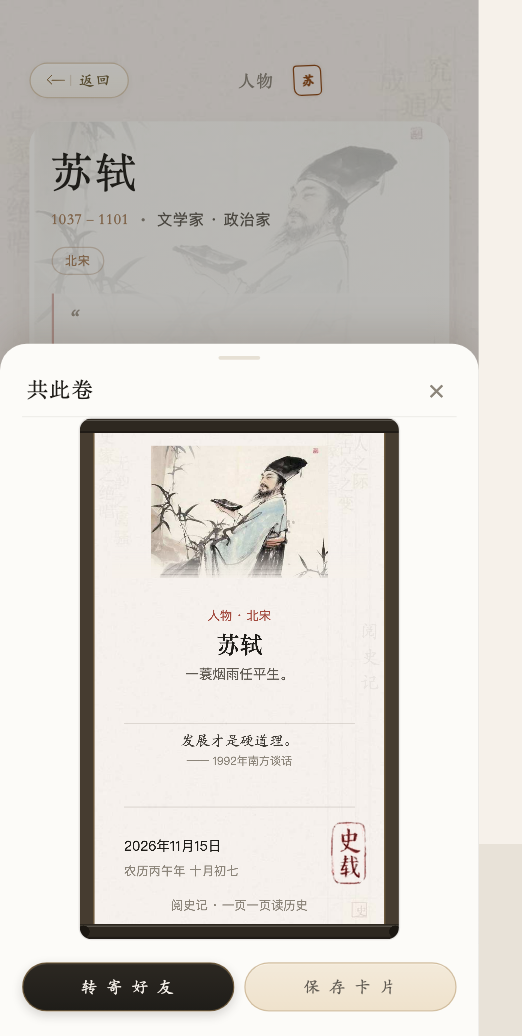 返回
人物
苏
苏轼
1037 – 1101 • 文学家 · 政治家
北宋
“
共此卷
人物 · 北宋
苏轼
一蓑烟雨任平生。
发展才是硬道理。
—— 1992年南方谈话
2026年11月15日
农历丙午年 十月初七
史载
阅史记 · 一页一页读历史
阅史记
转寄好友
保存卡片